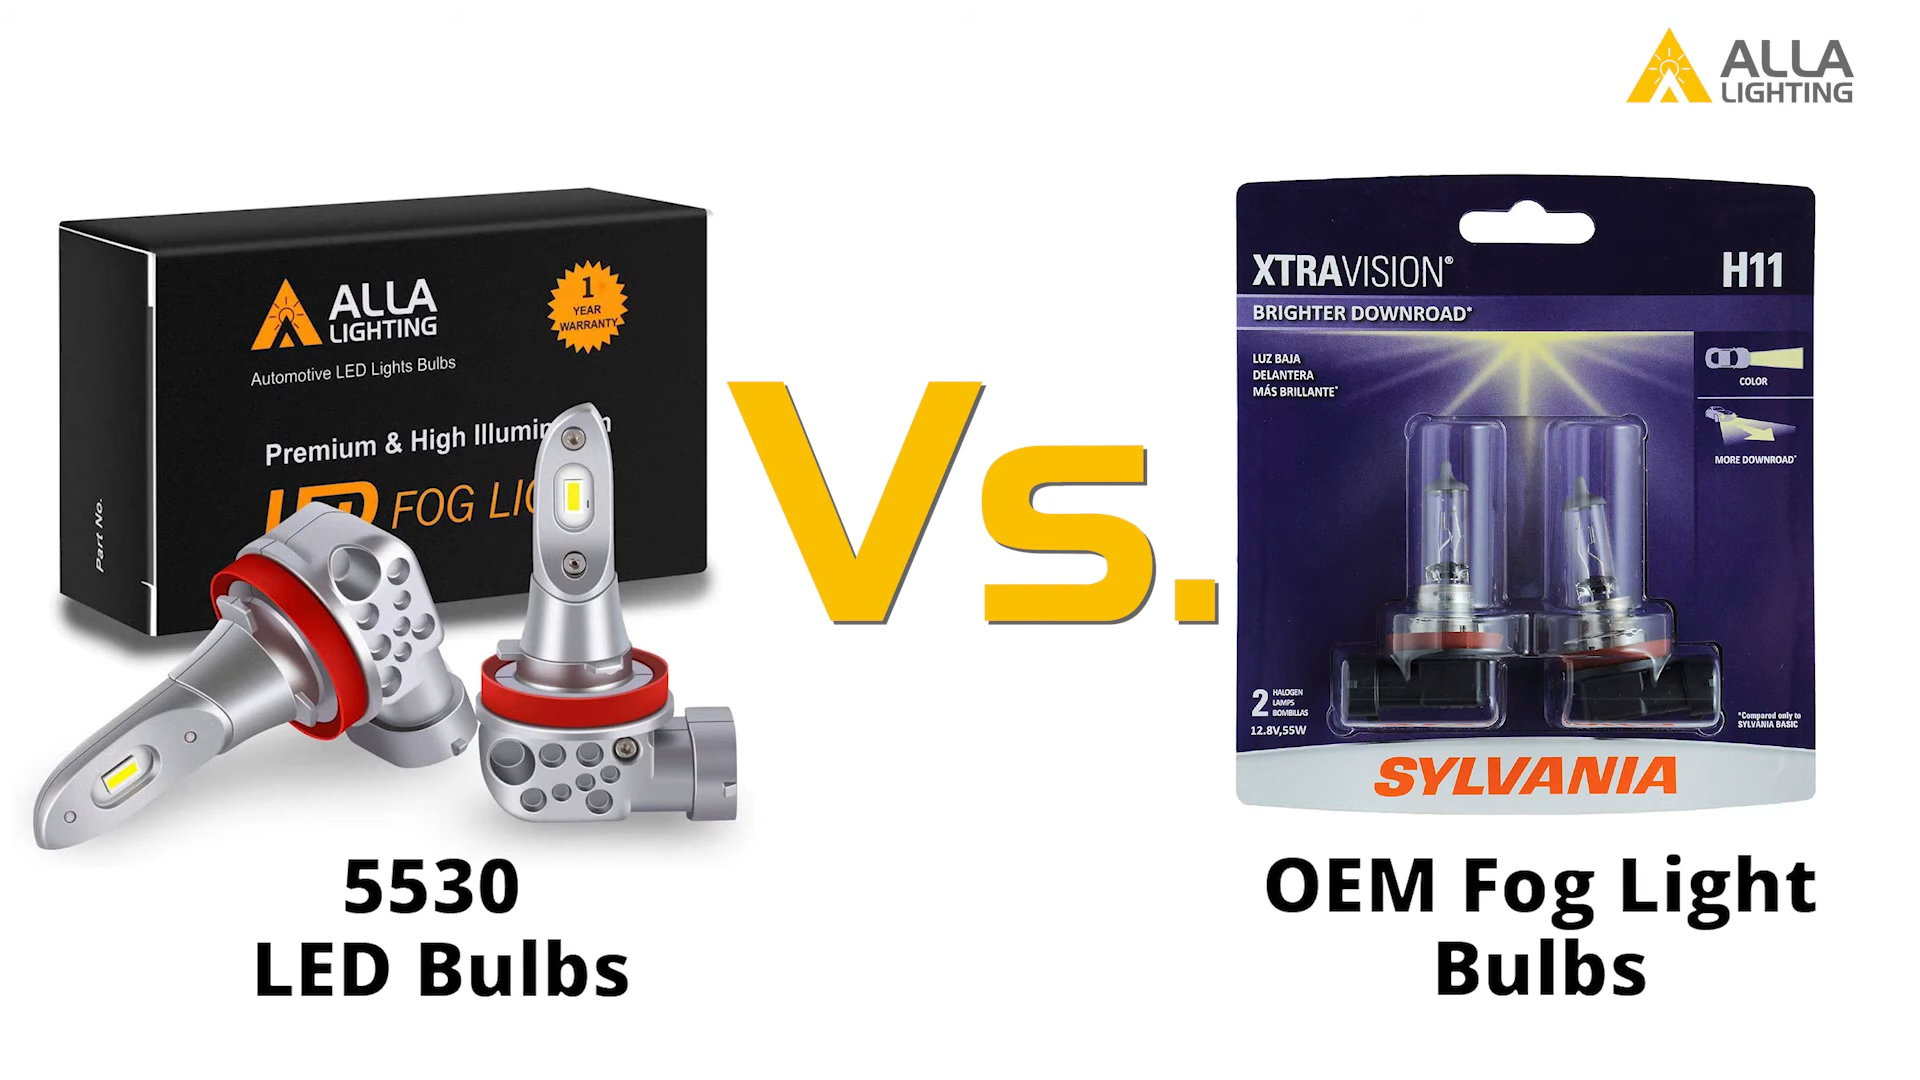 ALLA
LIGHTING
ALLA
LIGHTING
Automotive LED Lights Bulbs
1
YEAR
WARRANTY
Premium & High
LED FOG
Part No.
Vs.
XTRAVISION®
H11
BRIGHTER DOWNROAD*
LUZ BAJA
DELANTERA
MÁS BRILLANTE*
COLOR
MORE DOWNROAD*
2 HALOGEN
LAMPS
BOMBILLAS
12.8V,55W
*Compared only to
SYLVANIA BASIC
SYLVANIA
5530
LED Bulbs
OEM Fog Light
Bulbs